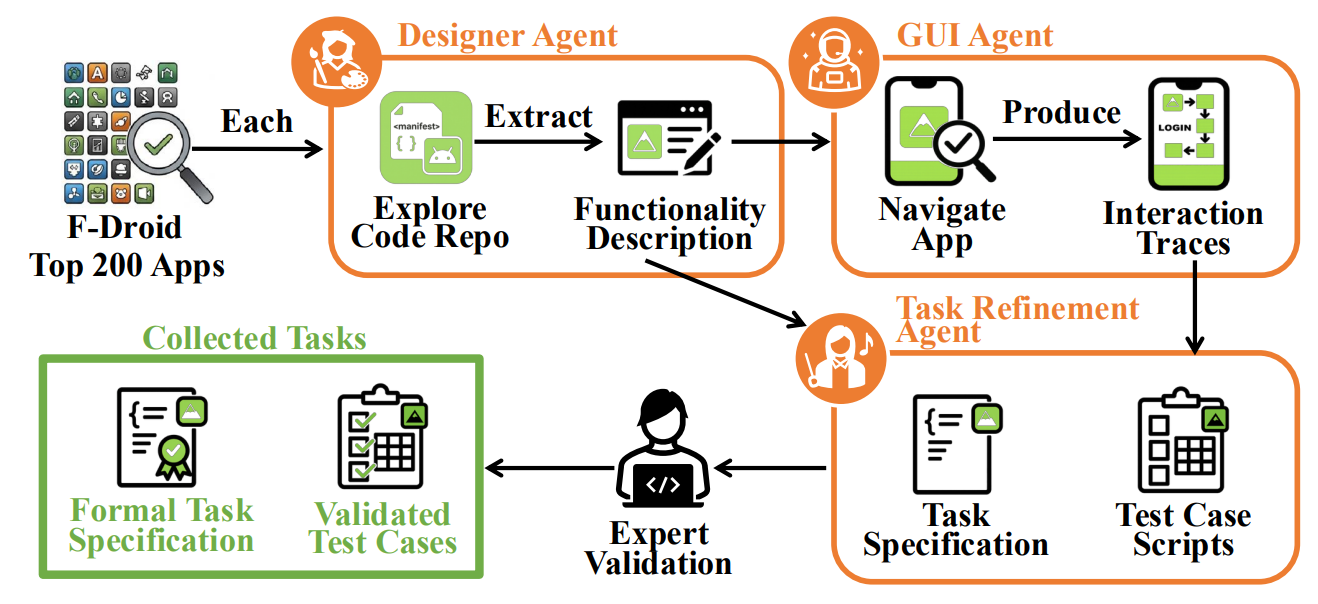 Designer Agent
GUI Agent
Each
<manifest>
{ }
Extract
Produce
LOGIN
F-Droid
Top 200 Apps
Explore
Code Repo
Functionality
Description
Navigate
App
Interaction
Traces
Task Refinement
Agent
Collected Tasks
{
</>
{
A
Formal Task
Specification
Validated
Test Cases
Expert
Validation
Task
Specification
Test Case
Scripts